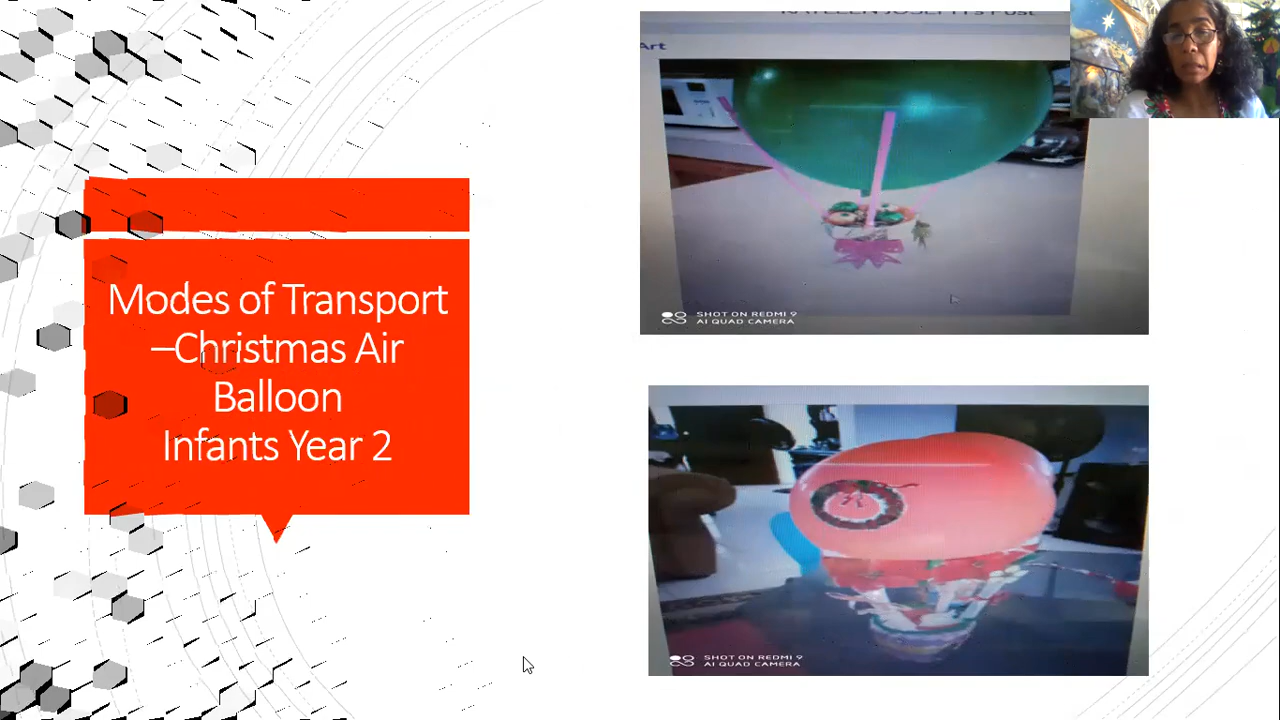 Modes of Transport
–Christmas Air
Balloon
Infants Year 2
Art
SHOT ON REDMI 9
AI QUAD CAMERA
SHOT ON REDMI 9
AI QUAD CAMERA